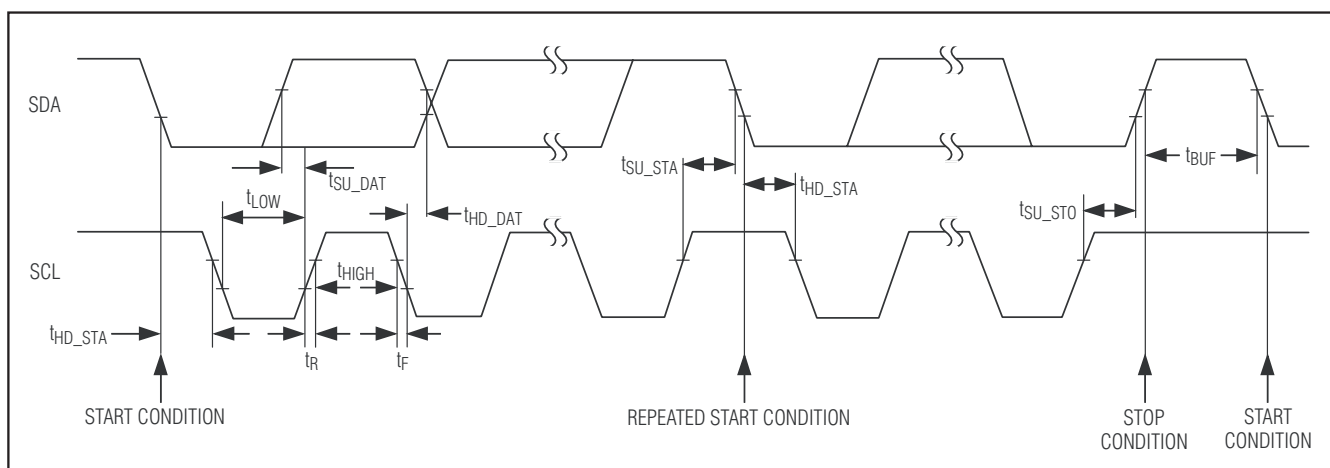 SDA
tSU_DAT
tLOW
tHD_DAT
tSU_STA
tHD_STA
tBUF
tSU_STO
SCL
tHIGH
tHD_STA
tR
tF
START CONDITION
REPEATED START CONDITION
STOP
CONDITION
START
CONDITION